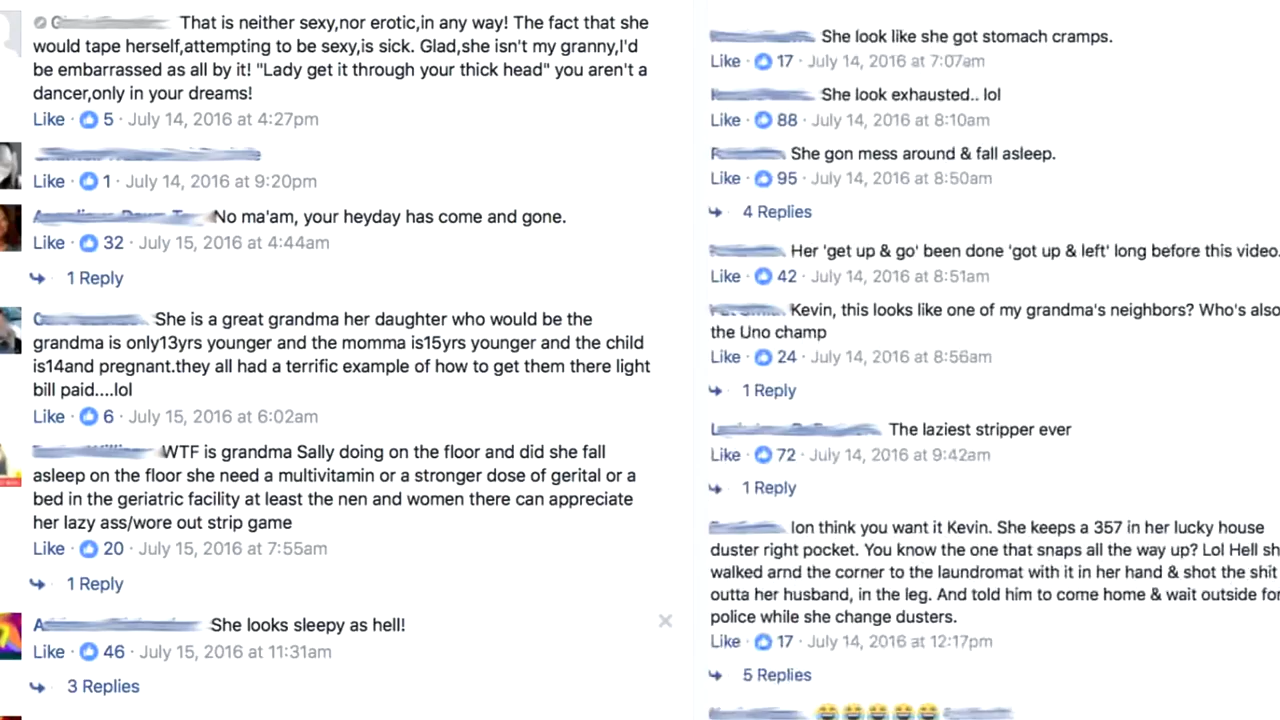 That is neither sexy,nor erotic,in any way! The fact that she
would tape herself,attempting to be sexy,is sick. Glad,she isn't my granny,I'd
be embarrassed as all by it! "Lady get it through your thick head" you aren't a
dancer,only in your dreams!
Like · 5 · July 14, 2016 at 4:27pm
Like · 1 · July 14, 2016 at 9:20pm
No ma'am, your heyday has come and gone.
Like · 32 · July 15, 2016 at 4:44am
1 Reply
She is a great grandma her daughter who would be the
grandma is only13yrs younger and the momma is15yrs younger and the child
is14and pregnant.they all had a terrific example of how to get them there light
bill paid....lol
Like · 6 · July 15, 2016 at 6:02am
WTF is grandma Sally doing on the floor and did she fall
asleep on the floor she need a multivitamin or a stronger dose of gerital or a
bed in the geriatric facility at least the nen and women there can appreciate
her lazy ass/wore out strip game
Like · 20 · July 15, 2016 at 7:55am
1 Reply
She looks sleepy as hell!
Like · 46 · July 15, 2016 at 11:31am
3 Replies
She look like she got stomach cramps.
Like · 17 · July 14, 2016 at 7:07am
She look exhausted.. lol
Like · 88 · July 14, 2016 at 8:10am
She gon mess around & fall asleep.
Like · 95 · July 14, 2016 at 8:50am
4 Replies
Her 'get up & go' been done 'got up & left' long before this video.
Like · 42 · July 14, 2016 at 8:51am
Kevin, this looks like one of my grandma's neighbors? Who's also
the Uno champ
Like · 24 · July 14, 2016 at 8:56am
1 Reply
The laziest stripper ever
Like · 72 · July 14, 2016 at 9:42am
1 Reply
Ion think you want it Kevin. She keeps a 357 in her lucky house
duster right pocket. You know the one that snaps all the way up? Lol Hell sh
walked arnd the corner to the laundromat with it in her hand & shot the shit
outta her husband, in the leg. And told him to come home & wait outside for
police while she change dusters.
Like · 17 · July 14, 2016 at 12:17pm
5 Replies